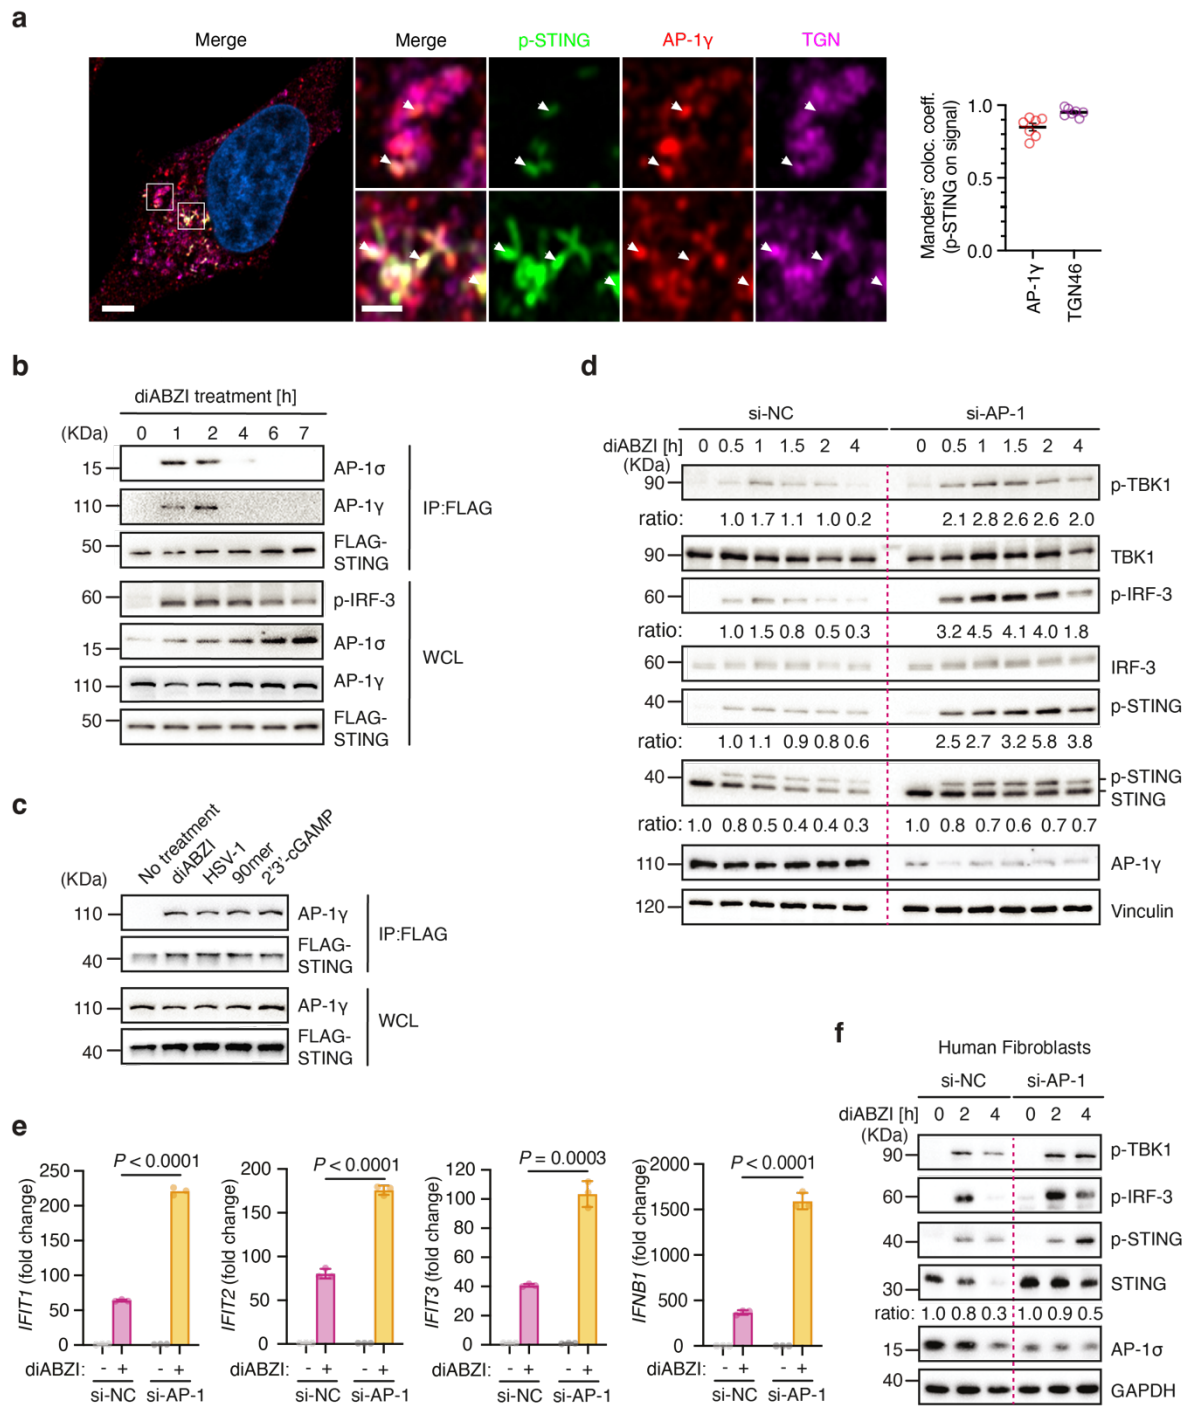 a
Merge
Merge
p-STING
AP-1γ
TGN
Manders' coloc. coeff.
(p-STING on signal)
1.0
0.5
0.0
AP-1γ
TGN46
b
diABZI treatment [h]
(KDa) 0 1 2 4 6 7
15 AP-1σ
110 AP-1γ
50 FLAG-
STING
IP:FLAG
60 p-IRF-3
15 AP-1σ
110 AP-1γ
50 FLAG-
STING
WCL
c
No treatment
diABZI
HSV-1
90mer
2'3'-cGAMP
(KDa)
110 AP-1γ
40 FLAG-
STING
IP:FLAG
110 AP-1γ
40 FLAG-
STING
WCL
d
si-NC si-AP-1
diABZI [h] 0 0.5 1 1.5 2 4 0 0.5 1 1.5 2 4
(KDa)
90 p-TBK1
ratio: 1.0 1.7 1.1 1.0 0.2 2.1 2.8 2.6 2.6 2.0
90 TBK1
60 p-IRF-3
ratio: 1.0 1.5 0.8 0.5 0.3 3.2 4.5 4.1 4.0 1.8
60 IRF-3
40 p-STING
ratio: 1.0 1.1 0.9 0.8 0.6 2.5 2.7 3.2 5.8 3.8
40 p-STING
STING
ratio: 1.0 0.8 0.5 0.4 0.4 0.3 1.0 0.8 0.7 0.6 0.7 0.7
110 AP-1γ
120 Vinculin
e
IFIT1 (fold change)
250
200
150
100
50
0
P < 0.0001
diABZI: - + - +
si-NC si-AP-1
IFIT2 (fold change)
200
150
100
50
0
P < 0.0001
diABZI: - + - +
si-NC si-AP-1
IFIT3 (fold change)
120
100
80
60
40
20
0
P = 0.0003
diABZI: - + - +
si-NC si-AP-1
IFNB1 (fold change)
2000
1500
1000
500
0
P < 0.0001
diABZI: - + - +
si-NC si-AP-1
f
Human Fibroblasts
si-NC si-AP-1
diABZI [h] 0 2 4 0 2 4
(KDa)
90 p-TBK1
60 p-IRF-3
40 p-STING
30 STING
ratio: 1.0 0.8 0.3 1.0 0.9 0.5
15 AP-1σ
40 GAPDH